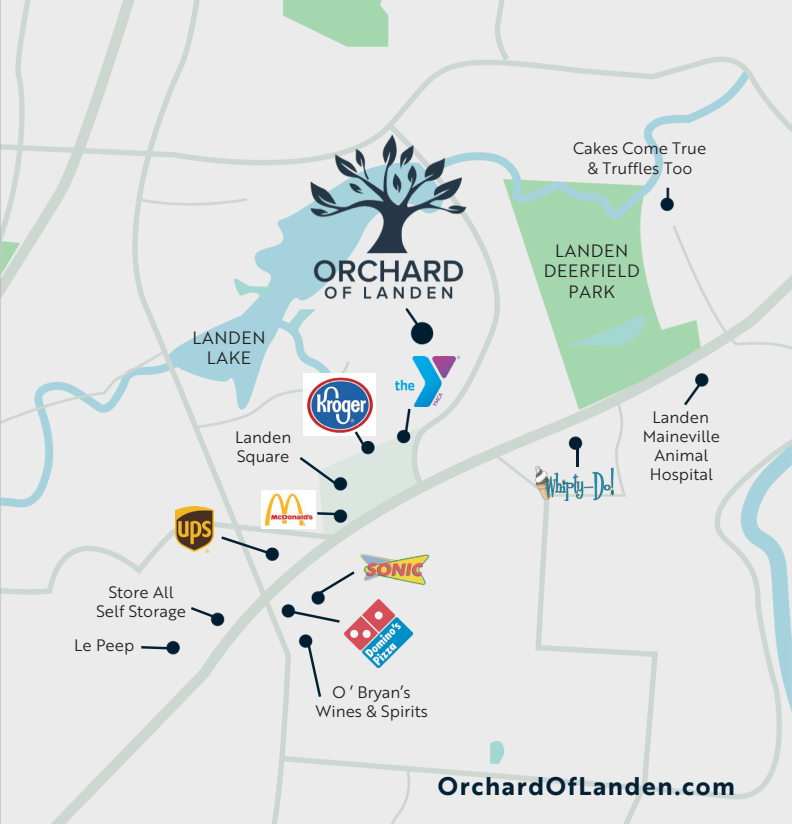 Cakes Come True
& Truffles Too
ORCHARD
OF LANDEN
LANDEN
DEERFIELD
PARK
LANDEN
LAKE
the
YMCA
Kroger
Landen
Square
Landen
Maineville
Animal
Hospital
Whipty-Do!
McDonald's
ups
SONIC
Store All
Self Storage
Domino's
Pizza
Le Peep
O ' Bryan's
Wines & Spirits
OrchardOfLanden.com